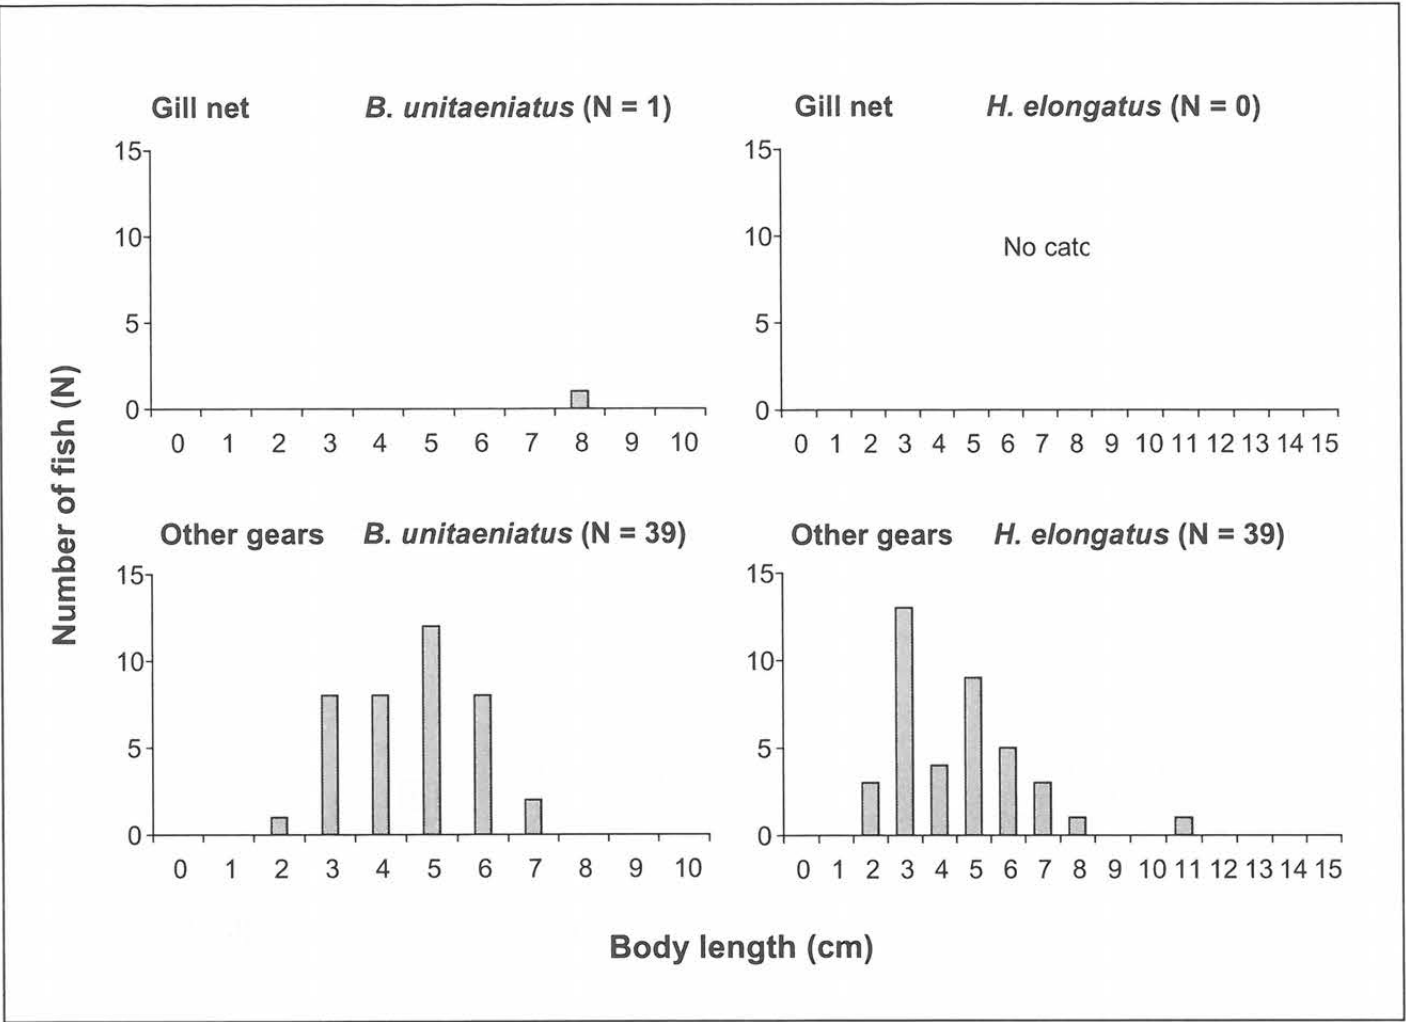 Gill net B. unitaeniatus (N = 1)
15
10
5
0
0 1 2 3 4 5 6 7 8 9 10
Gill net H. elongatus (N = 0)
15
10
5
0
No catc
0 1 2 3 4 5 6 7 8 9 10 11 12 13 14 15
Number of fish (N)
Other gears B. unitaeniatus (N = 39)
15
10
5
0
0 1 2 3 4 5 6 7 8 9 10
Other gears H. elongatus (N = 39)
15
10
5
0
0 1 2 3 4 5 6 7 8 9 10 11 12 13 14 15
Body length (cm)